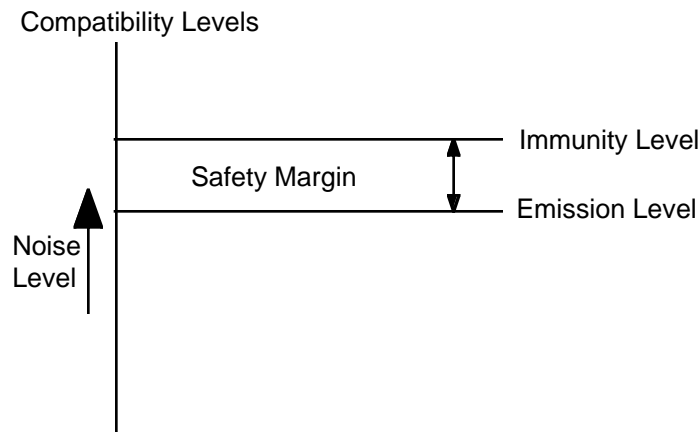 Compatibility Levels
Immunity Level
Safety Margin
Emission Level
Noise
Level